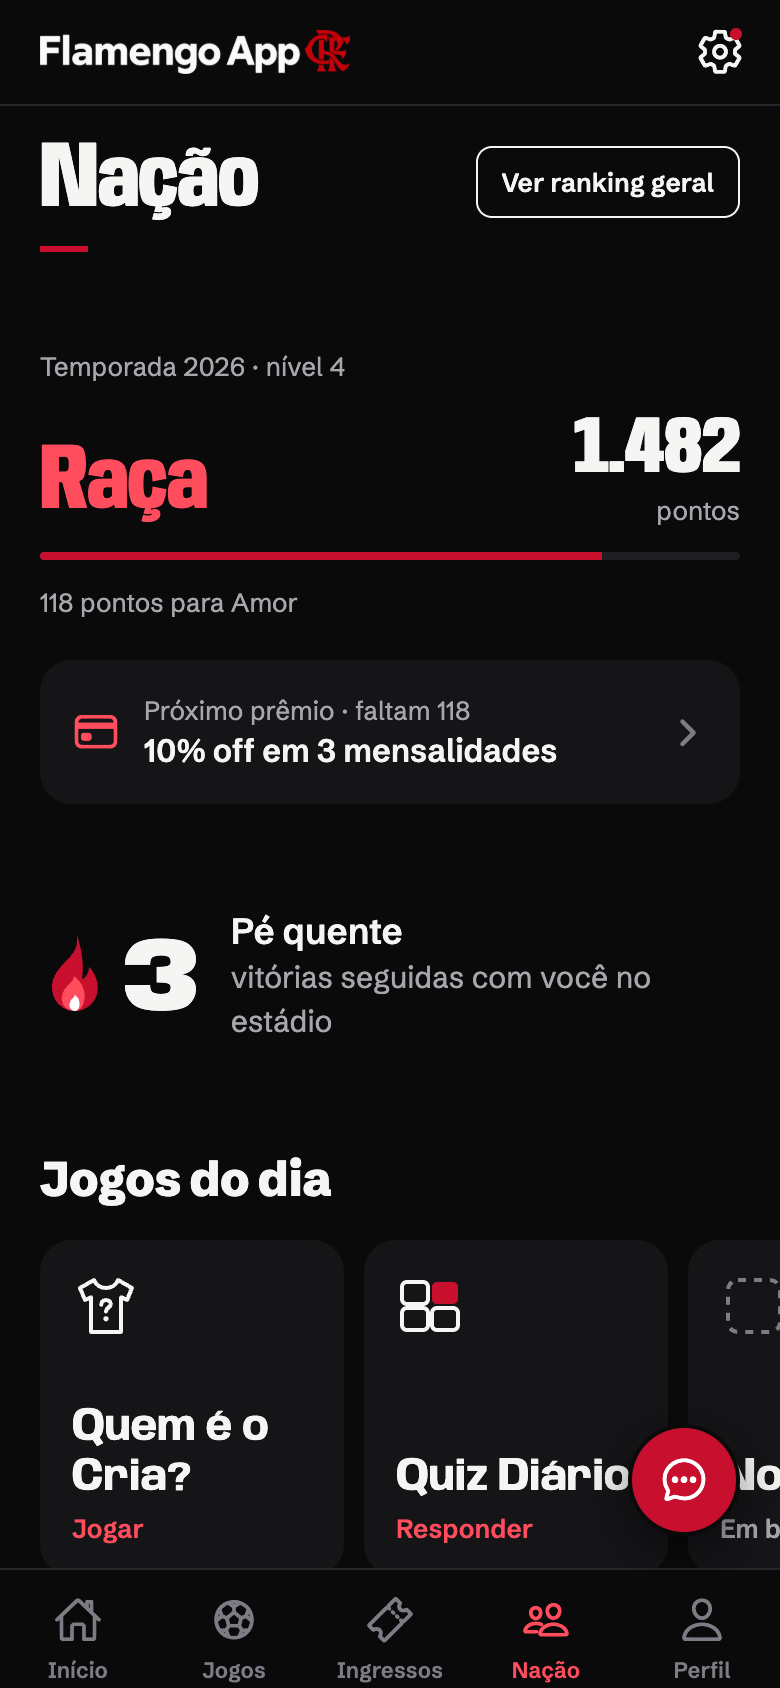 Flamengo App
Nação
Ver ranking geral
Temporada 2026 · nível 4
Raça
1.482
pontos
118 pontos para Amor
Próximo prêmio · faltam 118
10% off em 3 mensalidades
3
Pé quente
vitórias seguidas com você no
estádio
Jogos do dia
?
Quem é o
Cria?
Jogar
Quiz Diário
Responder
Em b
Início
Jogos
Ingressos
Nação
Perfil